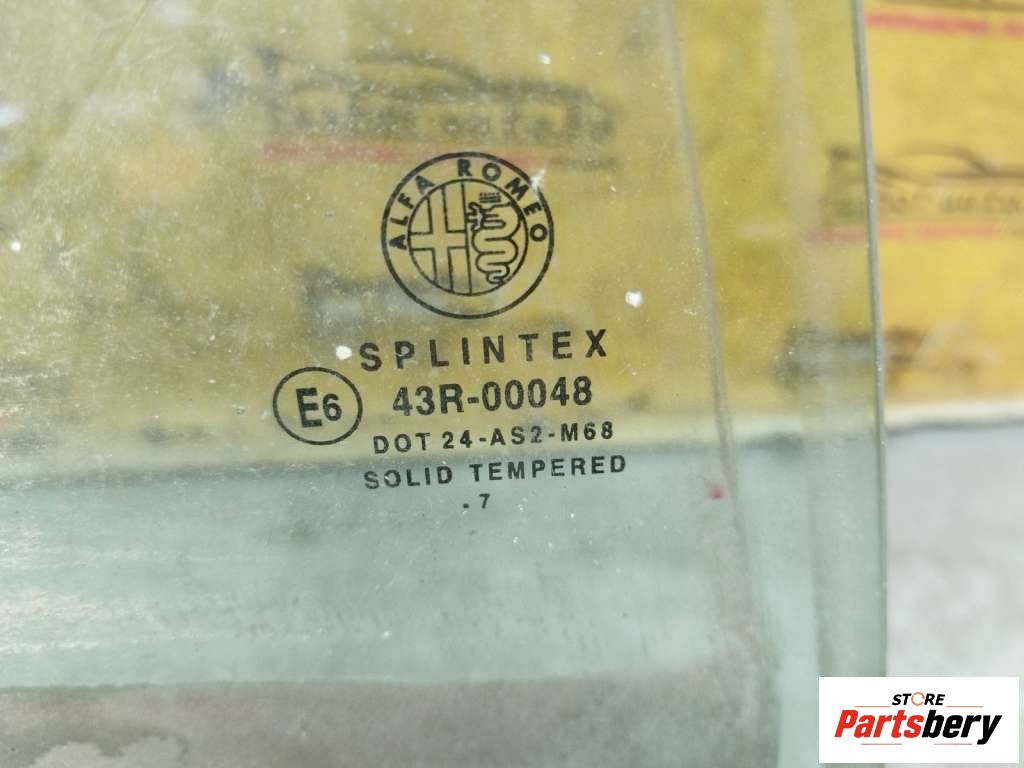 ALFA ROMEO
SPLINTEX
E6
43R-00048
DOT 24-AS2-M68
SOLID TEMPERED
. 7
STORE
Partsbery